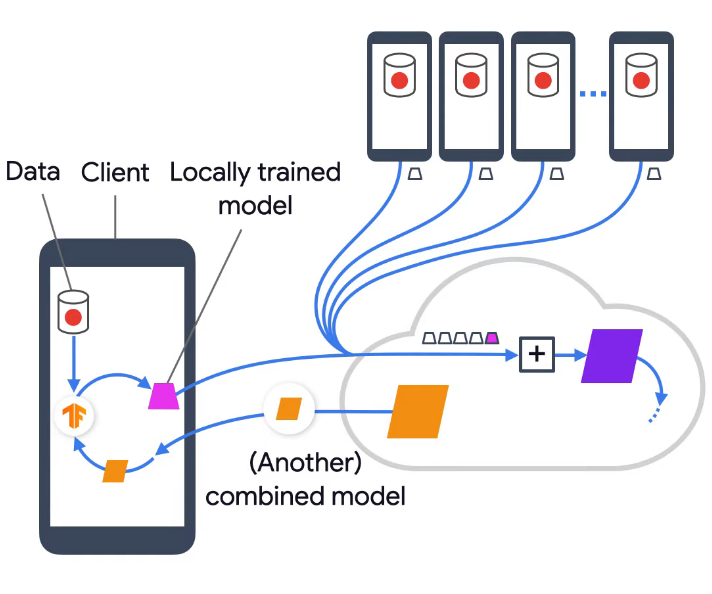 Data
Client
Locally trained
model
+
(Another)
combined model